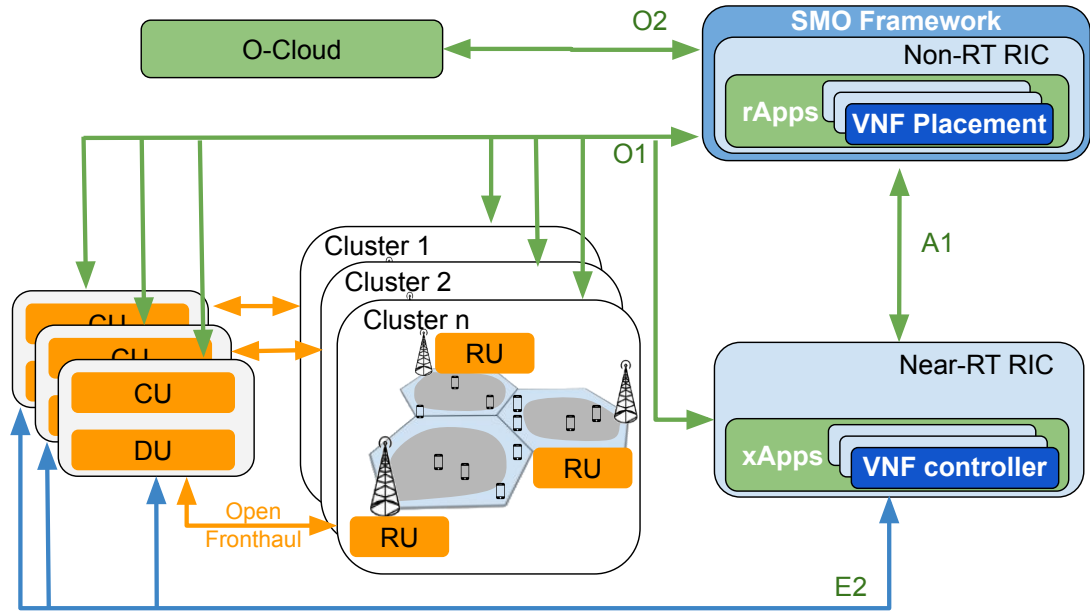 O-Cloud
O2
SMO Framework
Non-RT RIC
rApps
VNF Placement
O1
A1
Cluster 1
Cluster 2
Cluster n
CU
CU
CU
DU
RU
RU
RU
Open
Fronthaul
Near-RT RIC
xApps
VNF controller
E2